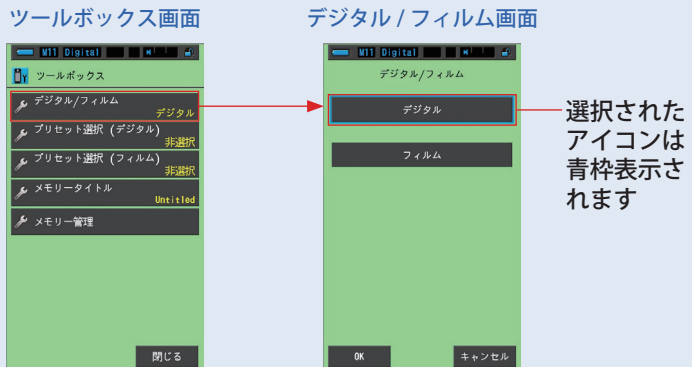 ツールボックス画面
デジタル / フィルム画面
M11 Digital
ツールボックス
デジタル/フィルム
デジタル
プリセット選択 (デジタル)
非選択
プリセット選択 (フィルム)
非選択
メモリータイトル
Untitled
メモリー管理
閉じる
M11 Digital
デジタル/フィルム
デジタル
フィルム
OK
キャンセル
選択された
アイコンは
青枠表示さ
れます